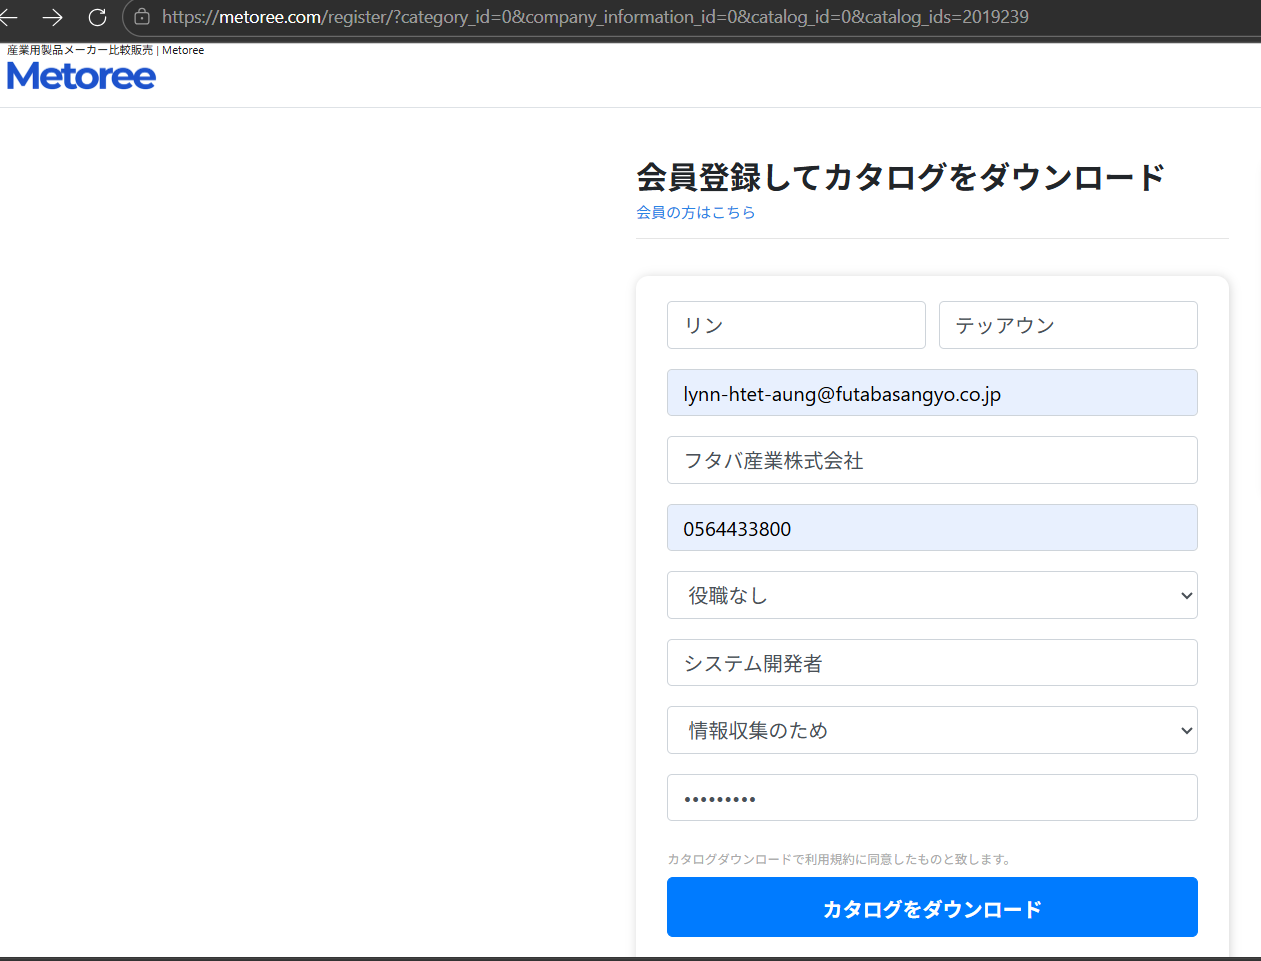 https://metoree.com/register/?category_id=0&company_information_id=0&catalog_id=0&catalog_ids=2019239
産業用製品メーカー比較販売 | Metoree
Metoree
会員登録してカタログをダウンロード
会員の方はこちら
リン テッアウン
lynn-htet-aung@futabasangyo.co.jp
フタバ産業株式会社
0564433800
役職なし
システム開発者
情報収集のため
•••••••••
カタログダウンロードで利用規約に同意したものと致します。
カタログをダウンロード